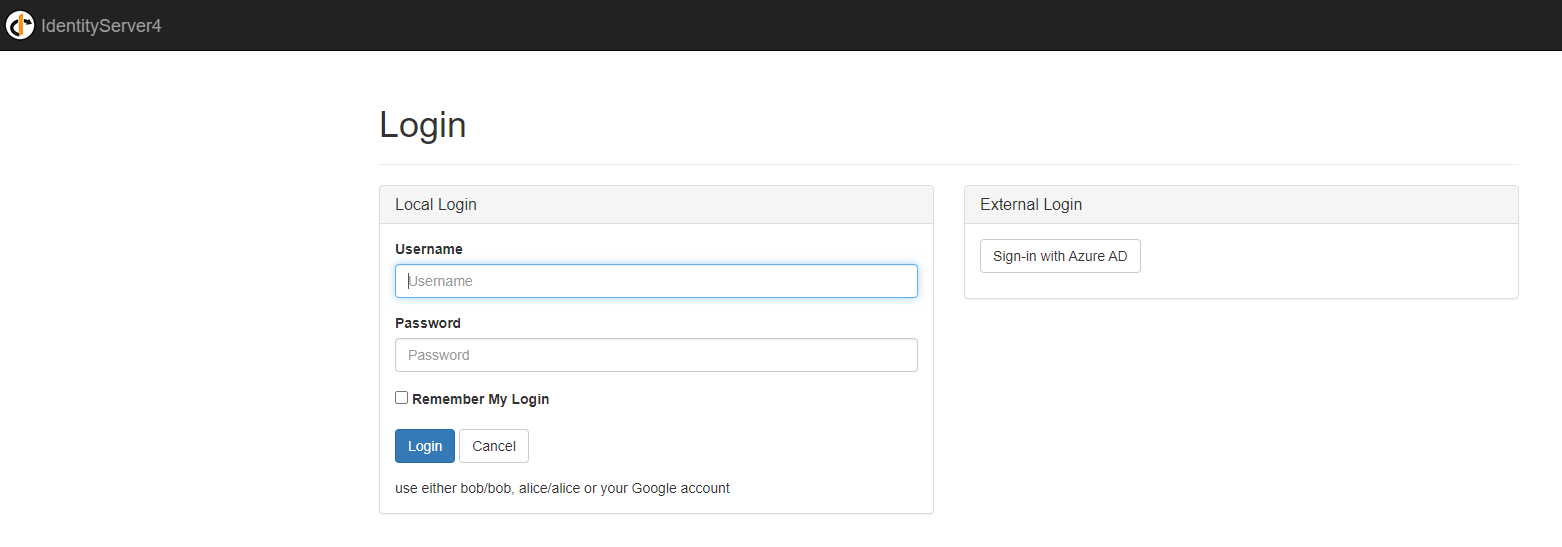 IdentityServer4
Login
Local Login
Username
Username
Password
Password
Remember My Login
Login Cancel
use either bob/bob, alice/alice or your Google account
External Login
Sign-in with Azure AD